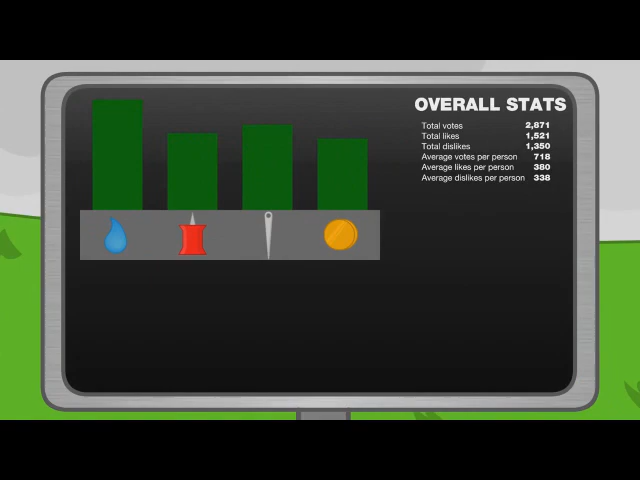 OVERALL STATS
Total votes 2,871
Total likes 1,521
Total dislikes 1,350
Average votes per person 718
Average likes per person 380
Average dislikes per person 338